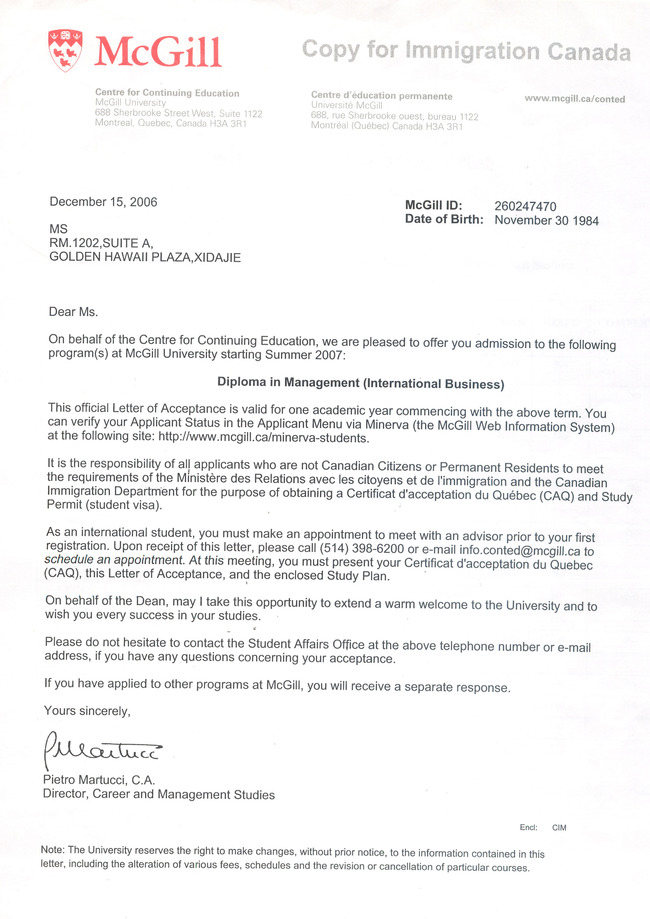 McGill
Copy for Immigration Canada
Centre for Continuing Education
McGill University
688 Sherbrooke Street West, Suite 1122
Montreal, Quebec, Canada H3A 3R1
Centre d'éducation permanente
Université McGill
688, rue Sherbrooke ouest, bureau 1122
Montréal (Québec) Canada H3A 3R1
www.mcgill.ca/conted
December 15, 2006
McGill ID: 260247470
Date of Birth: November 30 1984
MS
RM.1202,SUITE A,
GOLDEN HAWAII PLAZA,XIDAJIE
Dear Ms.
On behalf of the Centre for Continuing Education, we are pleased to offer you admission to the following
program(s) at McGill University starting Summer 2007:
Diploma in Management (International Business)
This official Letter of Acceptance is valid for one academic year commencing with the above term. You
can verify your Applicant Status in the Applicant Menu via Minerva (the McGill Web Information System)
at the following site: http://www.mcgill.ca/minerva-students.
It is the responsibility of all applicants who are not Canadian Citizens or Permanent Residents to meet
the requirements of the Ministère des Relations avec les citoyens et de l'immigration and the Canadian
Immigration Department for the purpose of obtaining a Certificat d'acceptation du Québec (CAQ) and Study
Permit (student visa).
As an international student, you must make an appointment to meet with an advisor prior to your first
registration. Upon receipt of this letter, please call (514) 398-6200 or e-mail info.conted@mcgill.ca to
schedule an appointment. At this meeting, you must present your Certificat d'acceptation du Quebec
(CAQ), this Letter of Acceptance, and the enclosed Study Plan.
On behalf of the Dean, may I take this opportunity to extend a warm welcome to the University and to
wish you every success in your studies.
Please do not hesitate to contact the Student Affairs Office at the above telephone number or e-mail
address, if you have any questions concerning your acceptance.
If you have applied to other programs at McGill, you will receive a separate response.
Yours sincerely,
PMartucci
Pietro Martucci, C.A.
Director, Career and Management Studies
Encl: CIM
Note: The University reserves the right to make changes, without prior notice, to the information contained in this
letter, including the alteration of various fees, schedules and the revision or cancellation of particular courses.